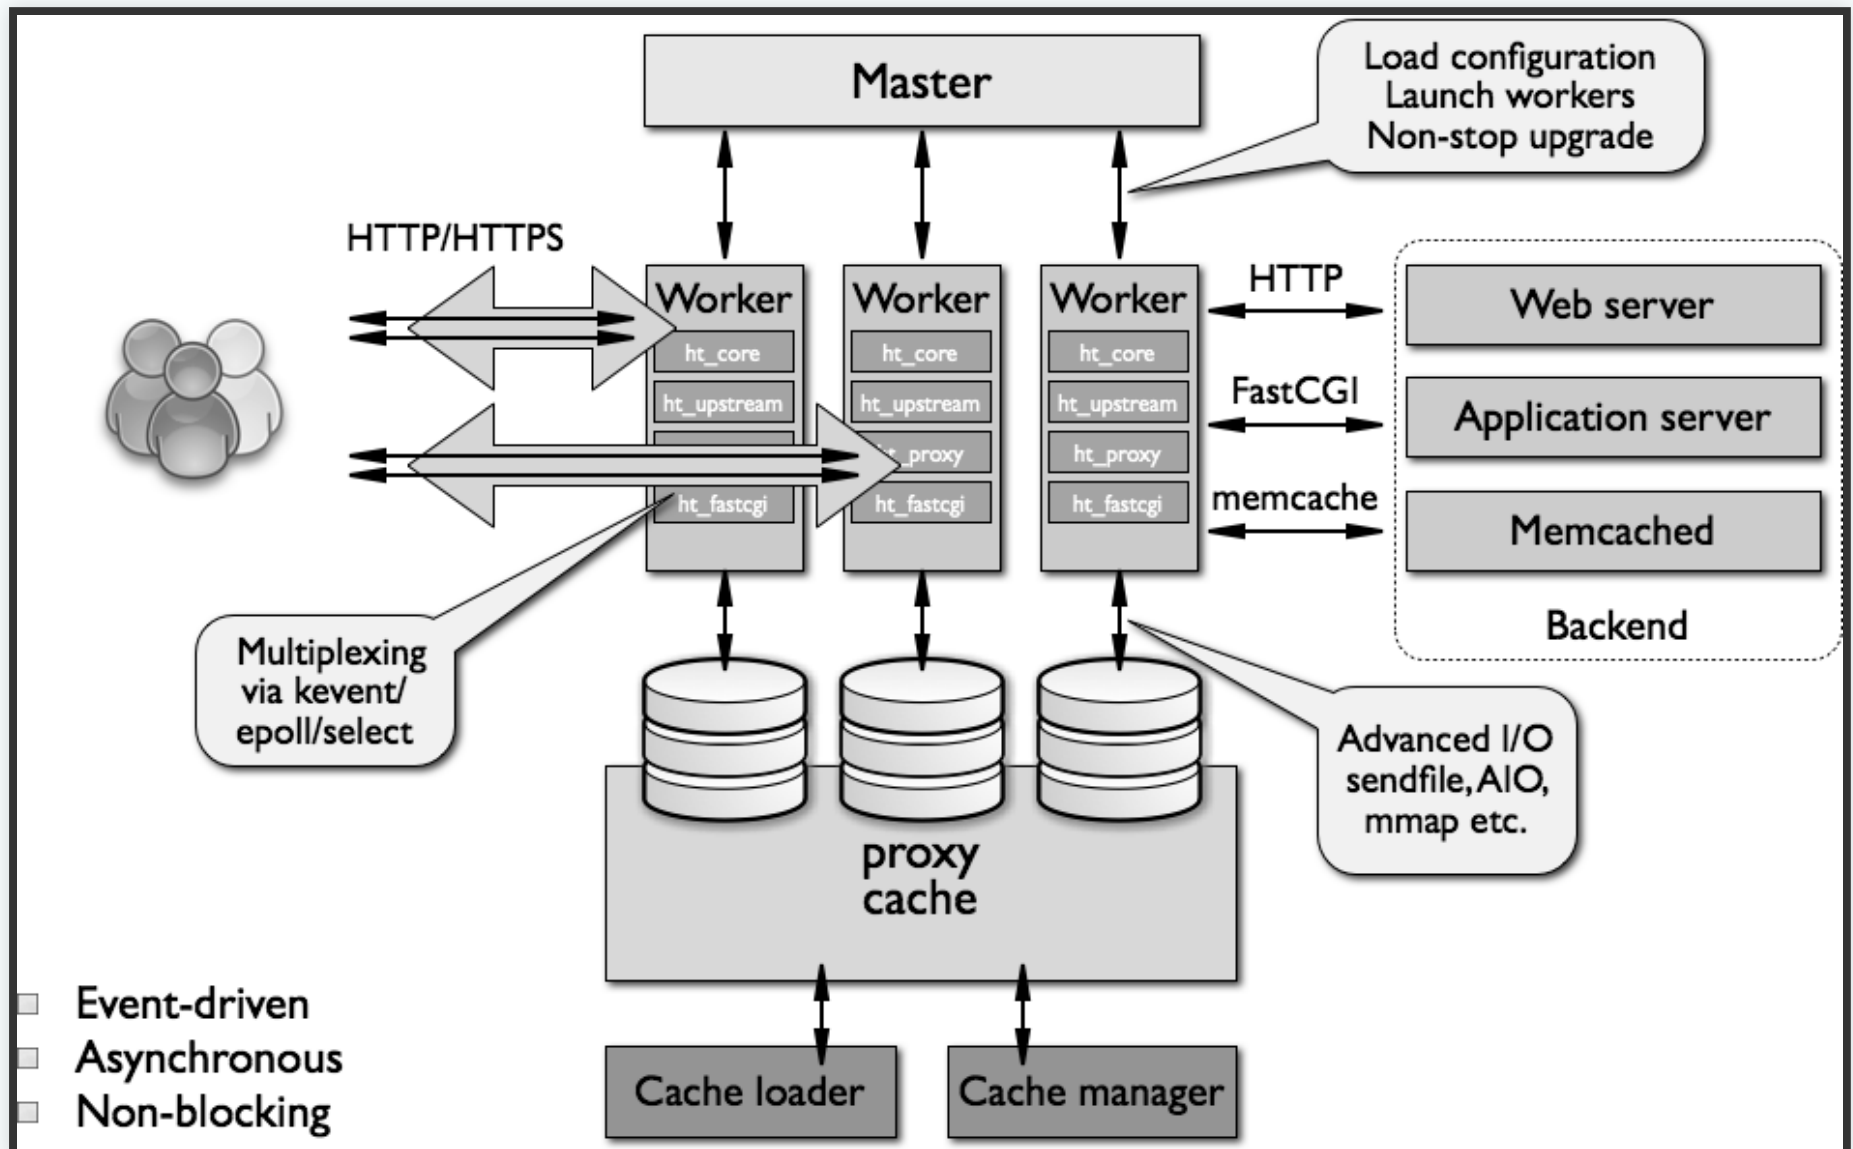 Master
Load configuration
Launch workers
Non-stop upgrade
HTTP/HTTPS
Worker
ht_core
ht_upstream
ht_fastcgi
Worker
ht_core
ht_upstream
_proxy
ht_fastcgi
Worker
ht_core
ht_upstream
ht_proxy
ht_fastcgi
HTTP
FastCGI
memcache
Web server
Application server
Memcached
Backend
Multiplexing
via kevent/
epoll/select
Advanced I/O
sendfile, AIO,
mmap etc.
proxy
cache
Cache loader
Cache manager
Event-driven
Asynchronous
Non-blocking